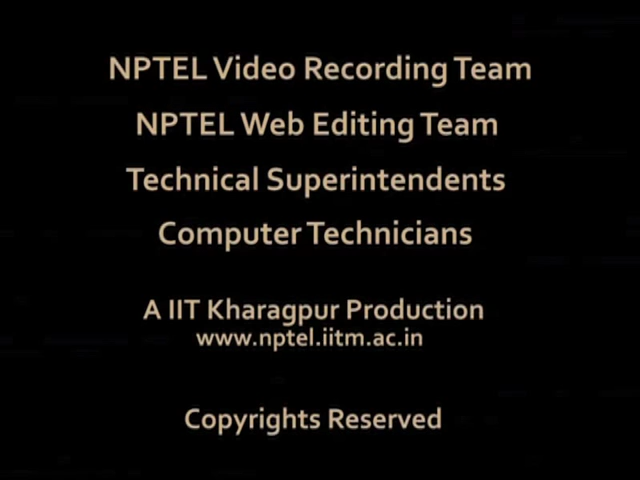 NPTEL Video Recording Team
NPTEL Web Editing Team
Technical Superintendents
Computer Technicians
A IIT Kharagpur Production
www.nptel.iitm.ac.in
Copyrights Reserved